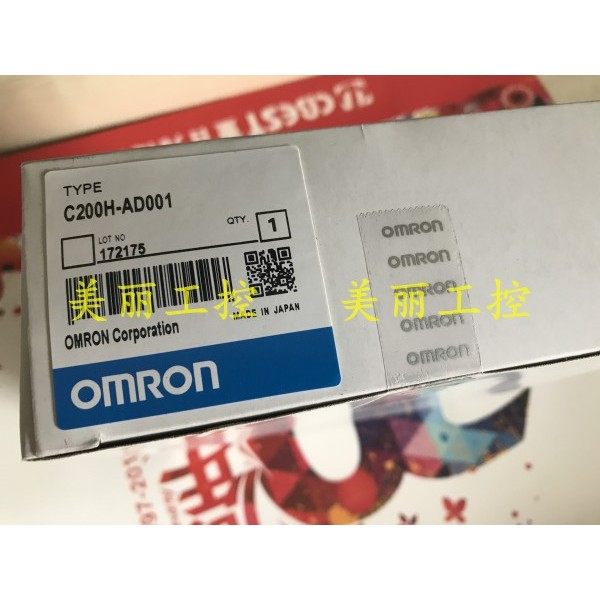 TYPE
C200H-AD001
QTY. 1
LOT NO
172175
MADE IN JAPAN
OMRON Corporation
OMRON
OMRON
OMRON
OMRON
OMRON
OMRON
美丽工控 美丽工控